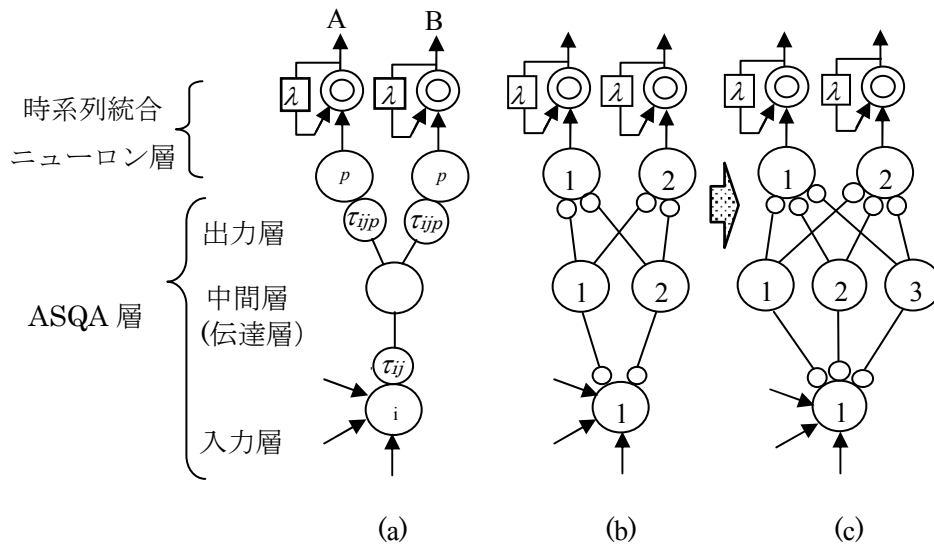 A B
λ λ λ λ λ λ
時系列統合
ニューロン層
p p 1 2 1 2
τijp τijp
出力層
中間層
(伝達層)
1 2 1 2 3
ASQA 層
τij
i 1 1
入力層
(a) (b) (c)